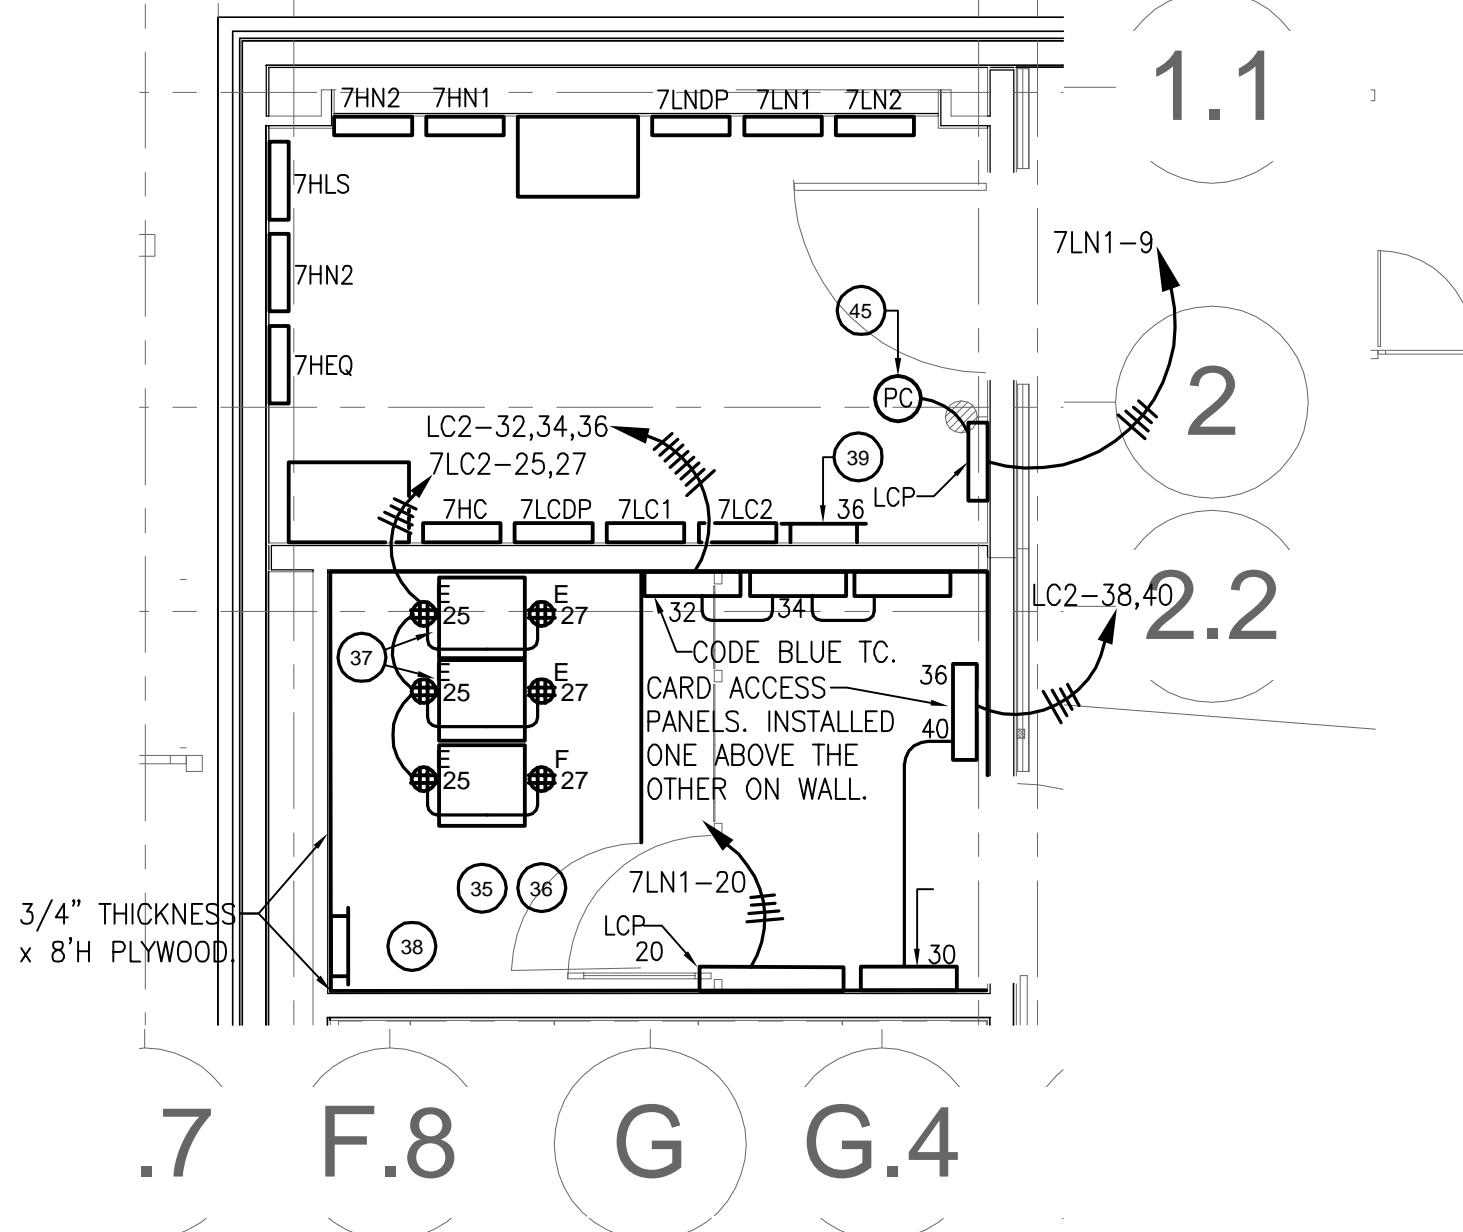 1.1
7HN2 7HN1 7LNDP 7LN1 7LN2
7HLS
7LN1-9
7HN2
45
7HEQ
PC
2
LC2-32,34,36
39
7LC2-25,27
LCP
7HC 7LCDP 7LC1 7LC2 36
E E
25 27
32 34
LC2-38,40
2.2
37
CODE BLUE TC.
E E
25 27
CARD ACCESS
PANELS. INSTALLED
ONE ABOVE THE
OTHER ON WALL.
36
40
E F
25 27
35 36
7LN1-20
3/4" THICKNESS
x 8'H PLYWOOD.
38
LCP
20
30
.7 F.8 G G.4